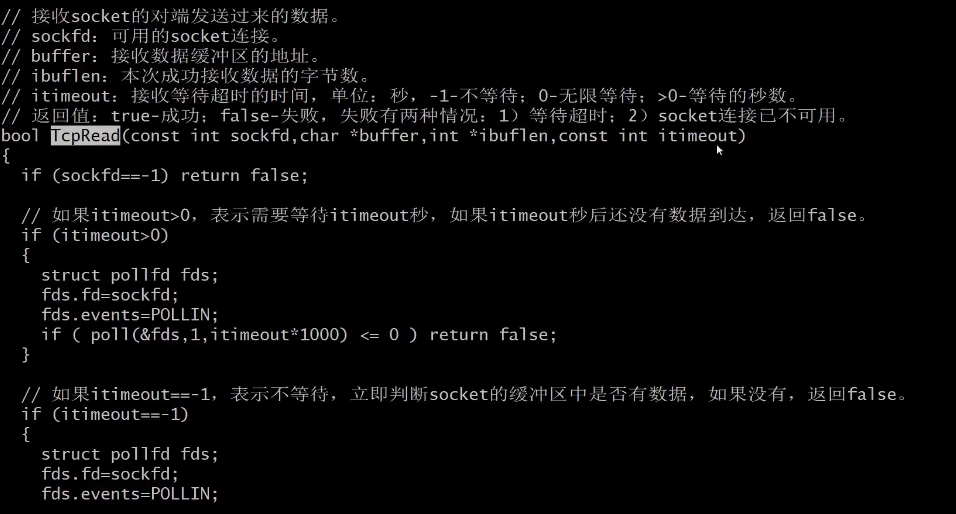 // 接收socket的对端发送过来的数据。
// sockfd：可用的socket连接。
// buffer：接收数据缓冲区的地址。
// ibuflen：本次成功接收数据的字节数。
// itimeout：接收等待超时的时间，单位：秒，-1-不等待；0-无限等待；>0-等待的秒数。
// 返回值：true-成功；false-失败，失败有两种情况：1）等待超时；2）socket连接已不可用。
bool TcpRead(const int sockfd,char *buffer,int *ibuflen,const int itimeout)
{
  if (sockfd==-1) return false;

  // 如果itimeout>0，表示需要等待itimeout秒，如果itimeout秒后还没有数据到达，返回false。
  if (itimeout>0)
  {
    struct pollfd fds;
    fds.fd=sockfd;
    fds.events=POLLIN;
    if ( poll(&fds,1,itimeout*1000) <= 0 ) return false;
  }

  // 如果itimeout==-1，表示不等待，立即判断socket的缓冲区中是否有数据，如果没有，返回false。
  if (itimeout==-1)
  {
    struct pollfd fds;
    fds.fd=sockfd;
    fds.events=POLLIN;